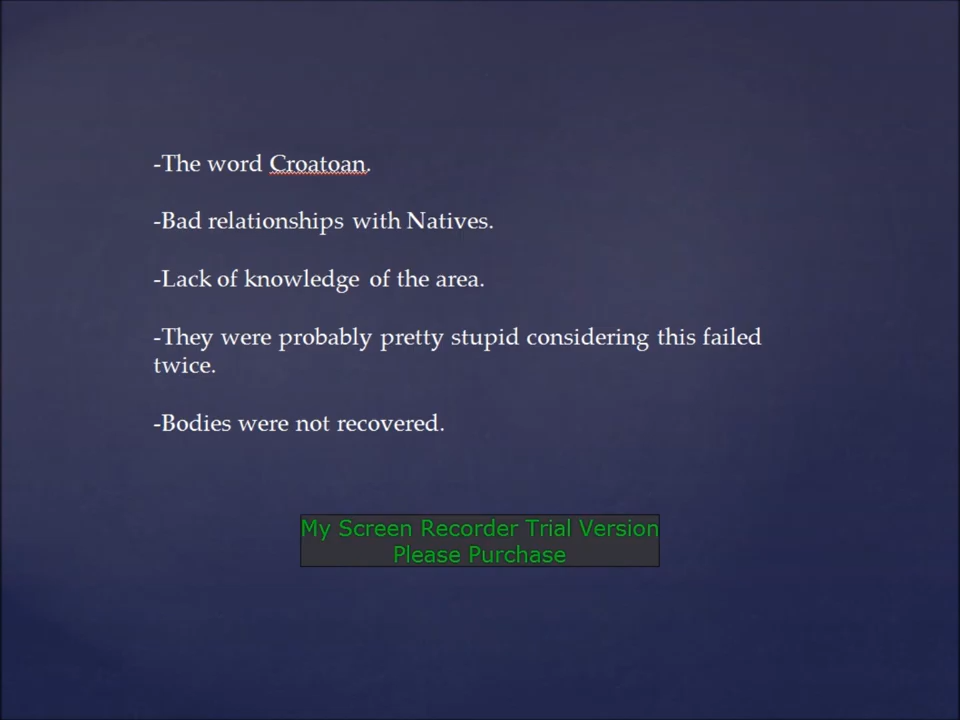 -The word Croatoan.
-Bad relationships with Natives.
-Lack of knowledge of the area.
-They were probably pretty stupid considering this failed
twice.
-Bodies were not recovered.
My Screen Recorder Trial Version
Please Purchase